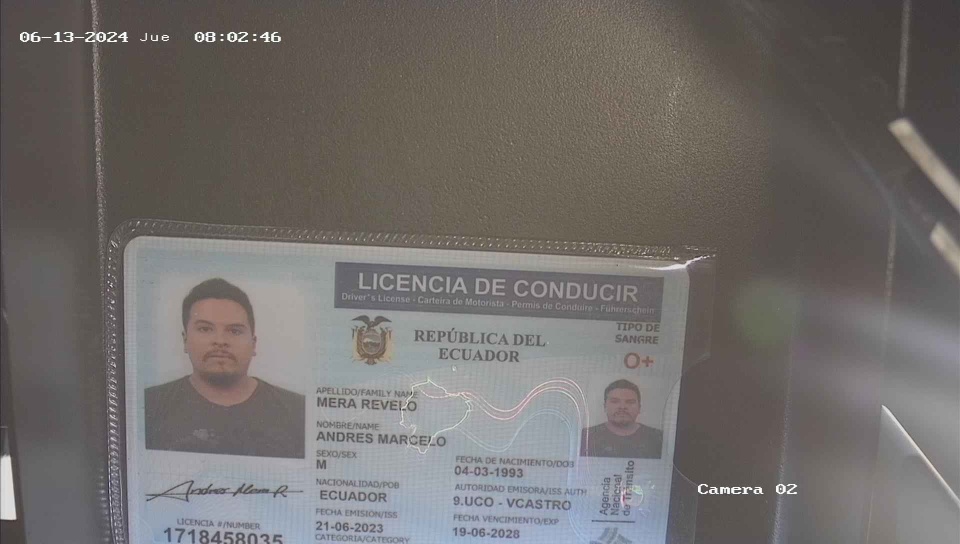 06-13-2024 Jue 08:02:46
LICENCIA DE CONDUCIR
Driver's License - Carteira de Motorista - Permis de Conduire - Führerschein
REPÚBLICA DEL
ECUADOR
TIPO DE
SANGRE
O+
APELLIDO/FAMILY NAME
MERA REVELO
NOMBRE/NAME
ANDRES MARCELO
SEXO/SEX
M
FECHA DE NACIMIENTO/DOB
04-03-1993
NACIONALIDAD/POB
ECUADOR
AUTORIDAD EMISORA/ISS AUTH
9.UCO - VCASTRO
FECHA EMISIÓN/ISS
21-06-2023
FECHA VENCIMIENTO/EXP
19-06-2028
CATEGORÍA/CATEGORY
LICENCIA #/NUMBER
1718458035
Agencia
Nacional
de Tránsito
Camera 02